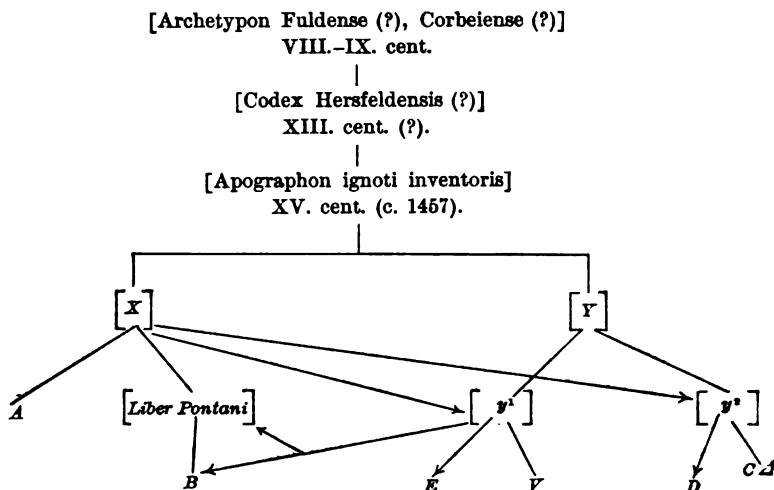 [Archetypon Fuldense (?), Corbeiense (?)]
VIII.–IX. cent.
[Codex Hersfeldensis (?)]
XIII. cent. (?).
[Apographon ignoti inventoris]
XV. cent. (c. 1457).
[X] [Y]
A [Liber Pontani] [y¹] [y²]
B E V D C Δ